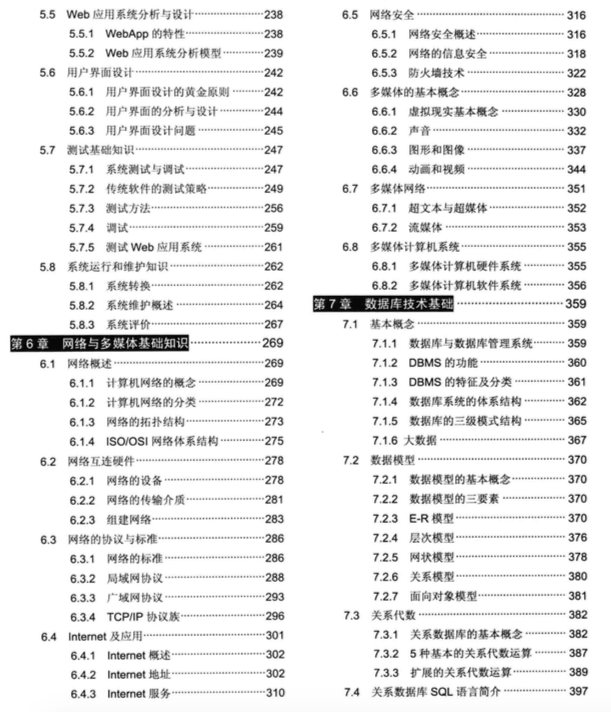 5.5 Web 应用系统分析与设计 238
5.5.1 WebApp 的特性 238
5.5.2 Web 应用系统分析模型 239
5.6 用户界面设计 242
5.6.1 用户界面设计的黄金原则 242
5.6.2 用户界面的分析与设计 244
5.6.3 用户界面设计问题 245
5.7 测试基础知识 247
5.7.1 系统测试与调试 247
5.7.2 传统软件的测试策略 249
5.7.3 测试方法 256
5.7.4 调试 259
5.7.5 测试 Web 应用系统 261
5.8 系统运行和维护知识 262
5.8.1 系统转换 262
5.8.2 系统维护概述 264
5.8.3 系统评价 267
第 6 章 网络与多媒体基础知识 269
6.1 网络概述 269
6.1.1 计算机网络的概念 269
6.1.2 计算机网络的分类 272
6.1.3 网络的拓扑结构 273
6.1.4 ISO/OSI 网络体系结构 275
6.2 网络互连硬件 278
6.2.1 网络的设备 278
6.2.2 网络的传输介质 281
6.2.3 组建网络 283
6.3 网络的协议与标准 286
6.3.1 网络的标准 286
6.3.2 局域网协议 288
6.3.3 广域网协议 293
6.3.4 TCP/IP 协议族 296
6.4 Internet 及应用 301
6.4.1 Internet 概述 302
6.4.2 Internet 地址 302
6.4.3 Internet 服务 310
6.5 网络安全 316
6.5.1 网络安全概述 316
6.5.2 网络的信息安全 318
6.5.3 防火墙技术 322
6.6 多媒体的基本概念 328
6.6.1 虚拟现实基本概念 330
6.6.2 声音 332
6.6.3 图形和图像 337
6.6.4 动画和视频 344
6.7 多媒体网络 351
6.7.1 超文本与超媒体 352
6.7.2 流媒体 353
6.8 多媒体计算机系统 355
6.8.1 多媒体计算机硬件系统 355
6.8.2 多媒体计算机软件系统 356
第 7 章 数据库技术基础 359
7.1 基本概念 359
7.1.1 数据库与数据库管理系统 359
7.1.2 DBMS 的功能 360
7.1.3 DBMS 的特征及分类 361
7.1.4 数据库系统的体系结构 362
7.1.5 数据库的三级模式结构 365
7.1.6 大数据 367
7.2 数据模型 370
7.2.1 数据模型的基本概念 370
7.2.2 数据模型的三要素 370
7.2.3 E-R 模型 370
7.2.4 层次模型 376
7.2.5 网状模型 378
7.2.6 关系模型 380
7.2.7 面向对象模型 381
7.3 关系代数 382
7.3.1 关系数据库的基本概念 382
7.3.2 5 种基本的关系代数运算 387
7.3.3 扩展的关系代数运算 389
7.4 关系数据库 SQL 语言简介 397